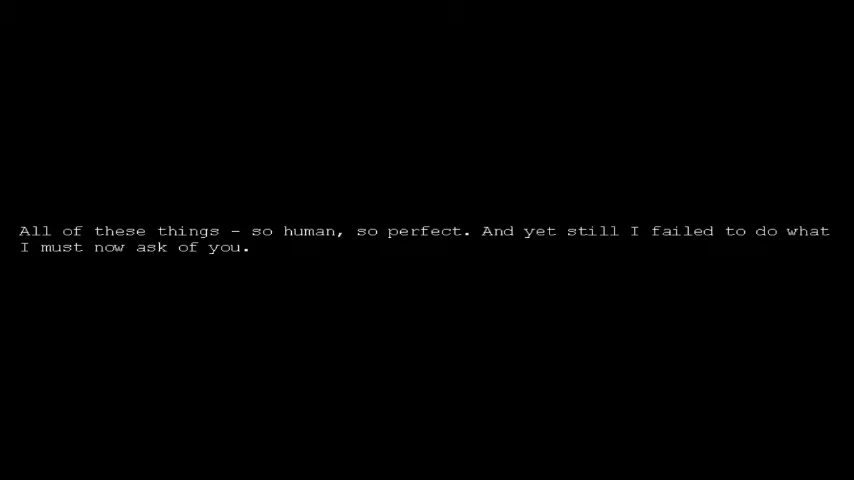 All of these things - so human, so perfect. And yet still I failed to do what
I must now ask of you.